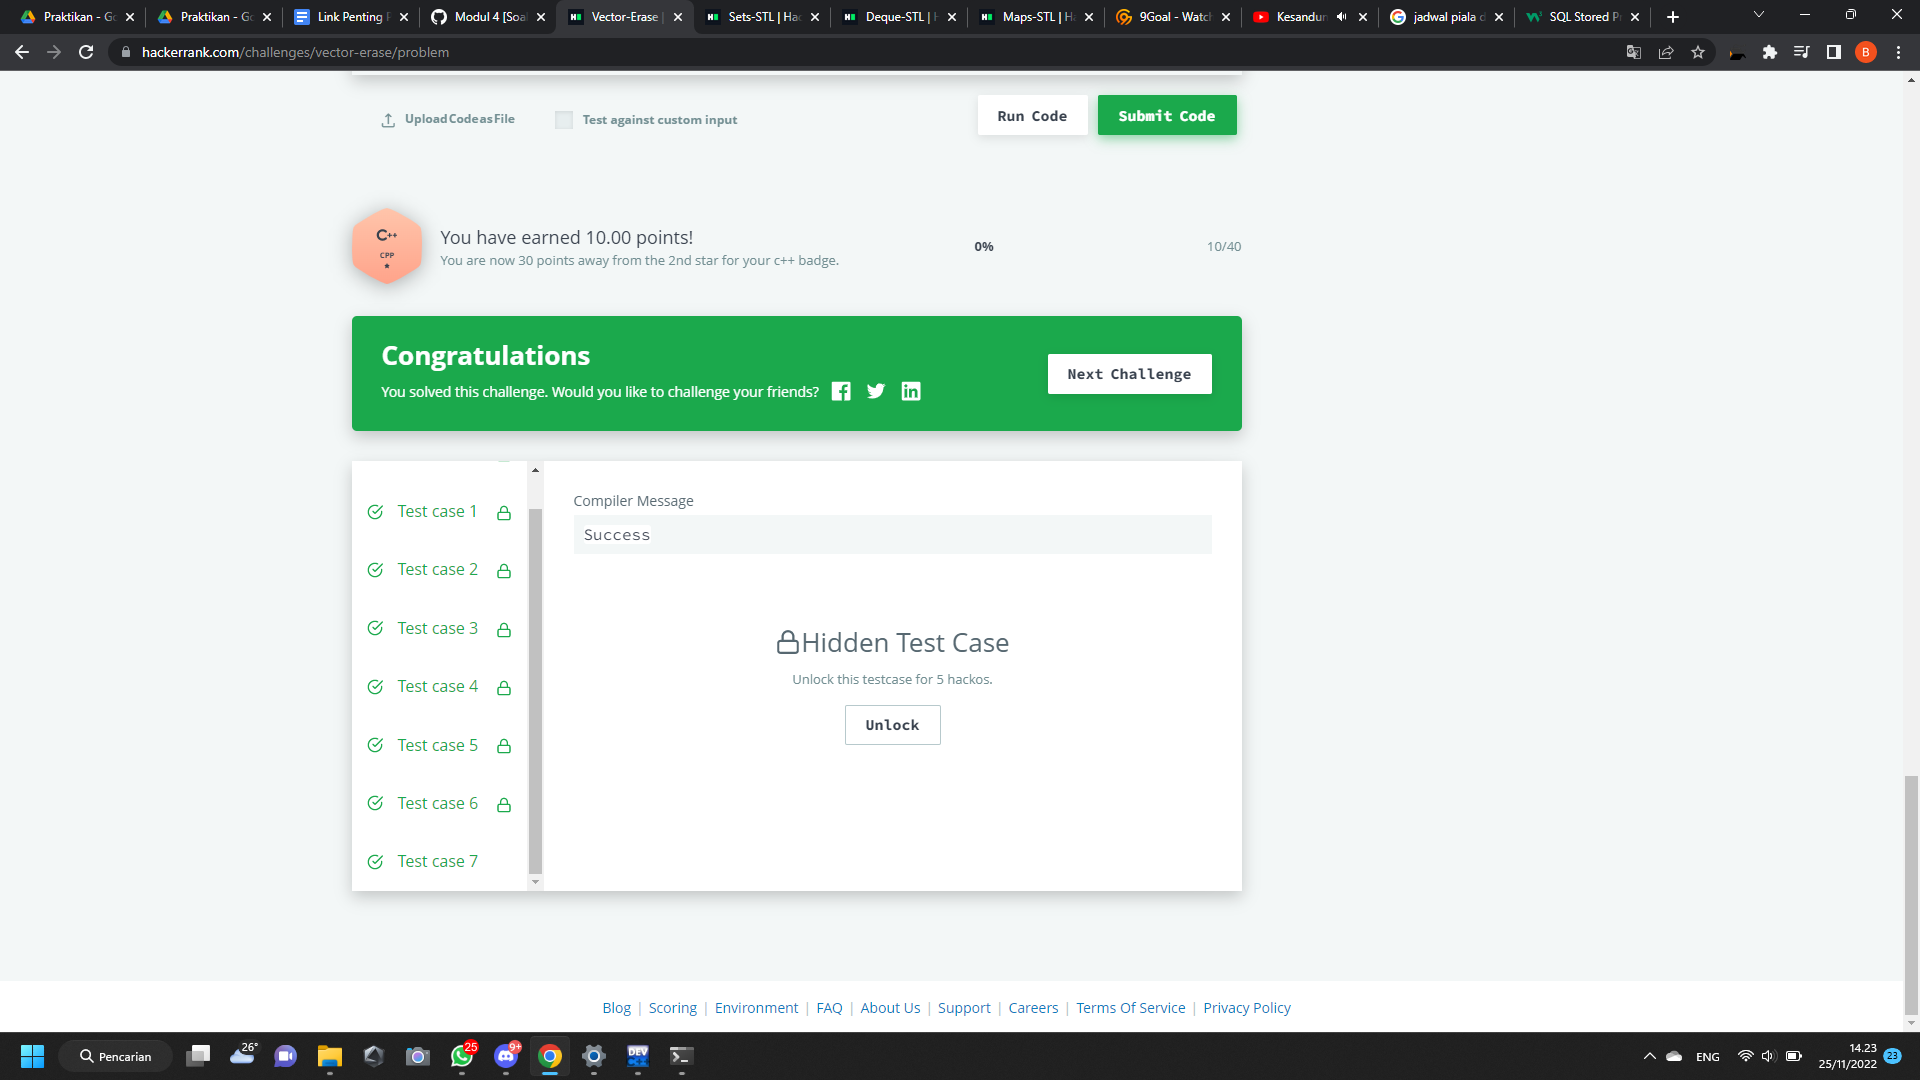 Praktikan - Go
Praktikan - Go
Link Penting P
Modul 4 [Soal
Vector-Erase |
Sets-STL | Hac
Deque-STL | H
Maps-STL | Ha
9Goal - Watch
Kesandun
jadwal piala d
SQL Stored P
hackerrank.com/challenges/vector-erase/problem
B
Upload Code as File
Test against custom input
Run Code
Submit Code
C++
CPP
You have earned 10.00 points!
You are now 30 points away from the 2nd star for your c++ badge.
0%
10/40
Congratulations
You solved this challenge. Would you like to challenge your friends?
Next Challenge
Test case 1
Test case 2
Test case 3
Test case 4
Test case 5
Test case 6
Test case 7
Compiler Message
Success
Hidden Test Case
Unlock this testcase for 5 hackos.
Unlock
Blog | Scoring | Environment | FAQ | About Us | Support | Careers | Terms Of Service | Privacy Policy
Pencarian
26°
25
9+
DEV
ENG
14.23
25/11/2022
23